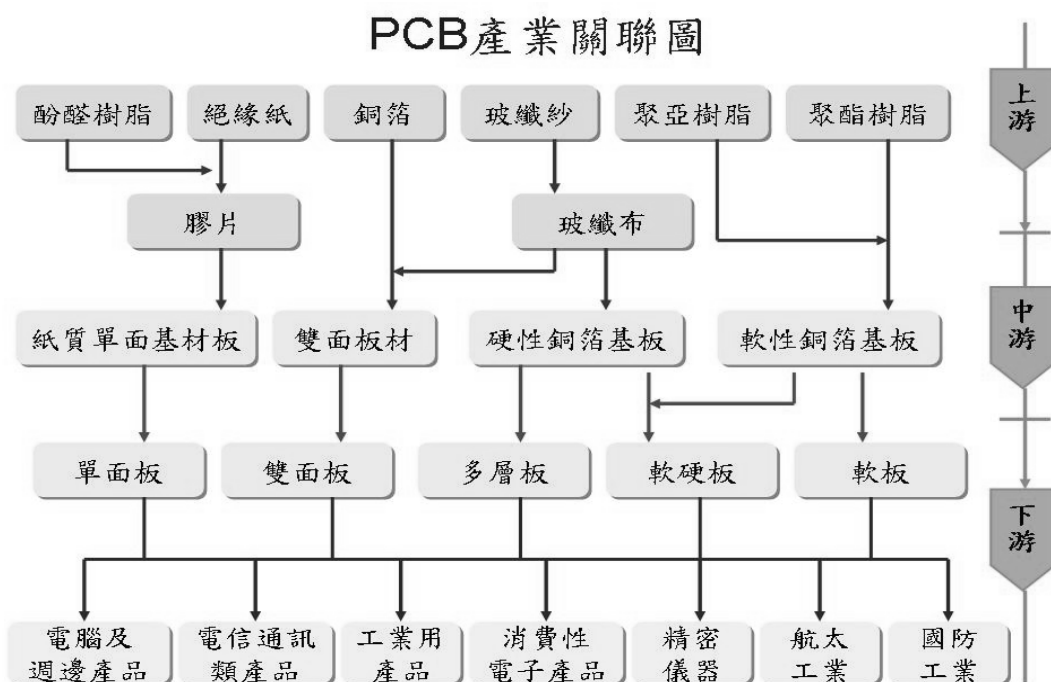 PCB產業關聯圖
酚醛樹脂
絕緣紙
銅箔
玻纖紗
聚亞樹脂
聚酯樹脂
上
游
膠片
玻纖布
紙質單面基材板
雙面板材
硬性銅箔基板
軟性銅箔基板
中
游
單面板
雙面板
多層板
軟硬板
軟板
下
游
電腦及
週邊產品
電信通訊
類產品
工業用
產品
消費性
電子產品
精密
儀器
航太
工業
國防
工業